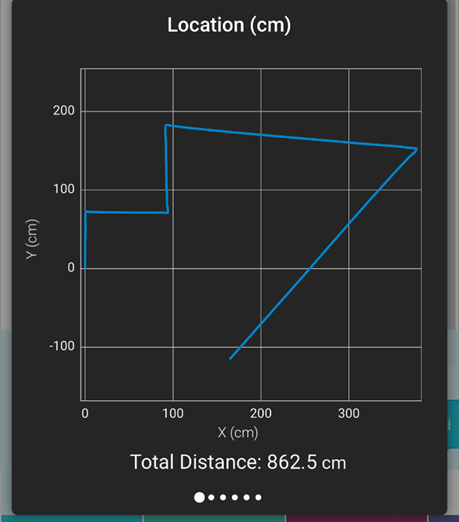 Location (cm)
200
100
0
-100
Y (cm)
0 100 200 300
X (cm)
Total Distance: 862.5 cm